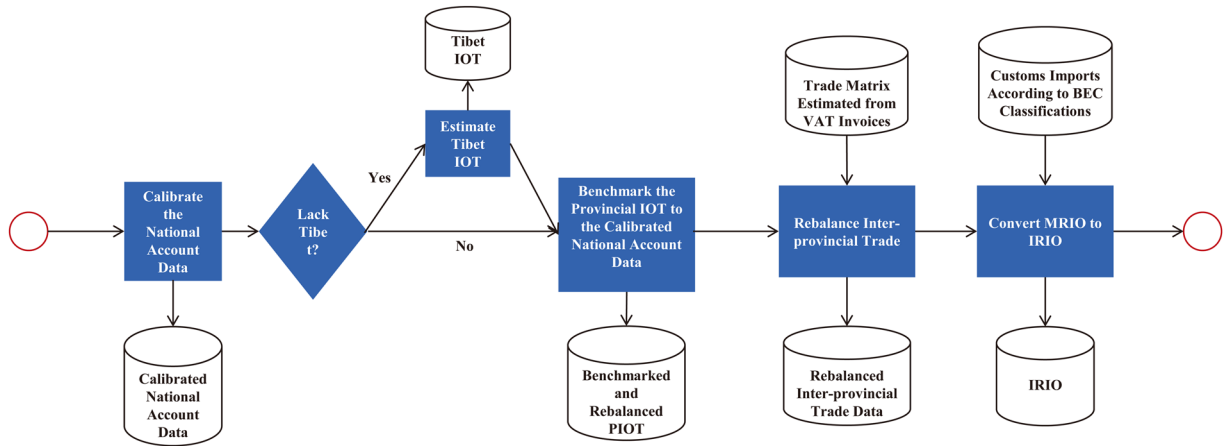 Tibet
IOT
Trade Matrix
Estimated from
VAT Invoices
Customs Imports
According to BEC
Classifications
Estimate
Tibet
IOT
Yes
Calibrate
the
National
Account
Data
Lack
Tibe
t?
No
Benchmark the
Provincial IOT to
the Calibrated
National Account
Data
Rebalance Inter-
provincial Trade
Convert MRIO to
IRIO
Calibrated
National
Account
Data
Benchmarked
and
Rebalanced
PIOT
Rebalanced
Inter-provincial
Trade Data
IRIO